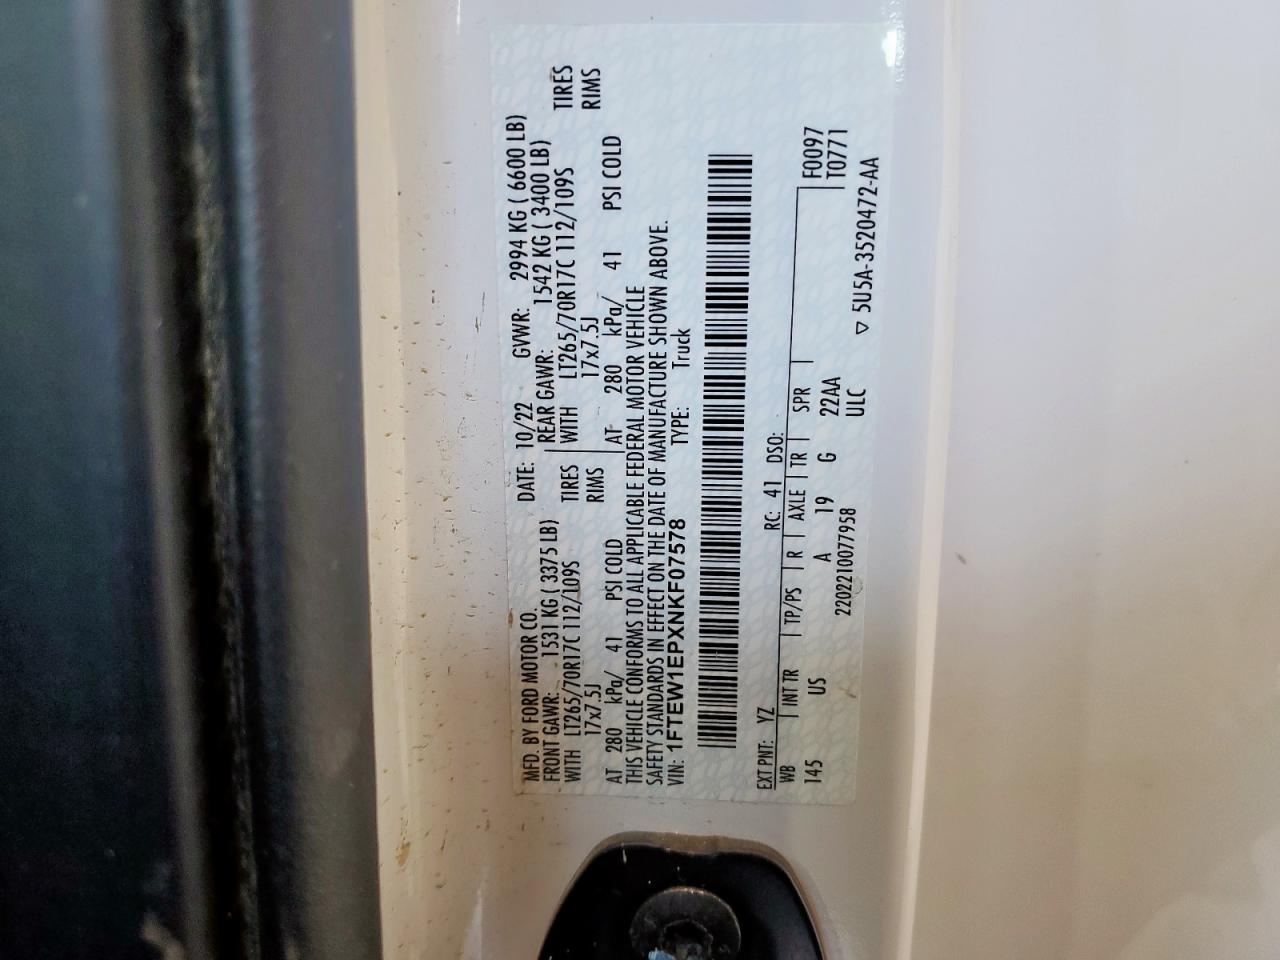 MFD. BY FORD MOTOR CO.
DATE: 10/22 GVWR: 2994 KG ( 6600 LB)
FRONT GAWR: 1531 KG ( 3375 LB)
REAR GAWR: 1542 KG ( 3400 LB)
WITH LT265/70R17C 112/109S TIRES
WITH LT265/70R17C 112/109S TIRES
17x7.5J RIMS
17x7.5J RIMS
AT 280 kPa/ 41 PSI COLD
AT 280 kPa/ 41 PSI COLD
THIS VEHICLE CONFORMS TO ALL APPLICABLE FEDERAL MOTOR VEHICLE
SAFETY STANDARDS IN EFFECT ON THE DATE OF MANUFACTURE SHOWN ABOVE.
VIN: 1FTEW1EPXNKF07578 TYPE: Truck
EXT PNT: YZ RC: 41 DSO:
WB INT TR TP/PS R AXLE TR SPR F0097
145 US A 19 G 22AA T0771
220221007 7958 ULC ▽ 5U5A-3520472-AA